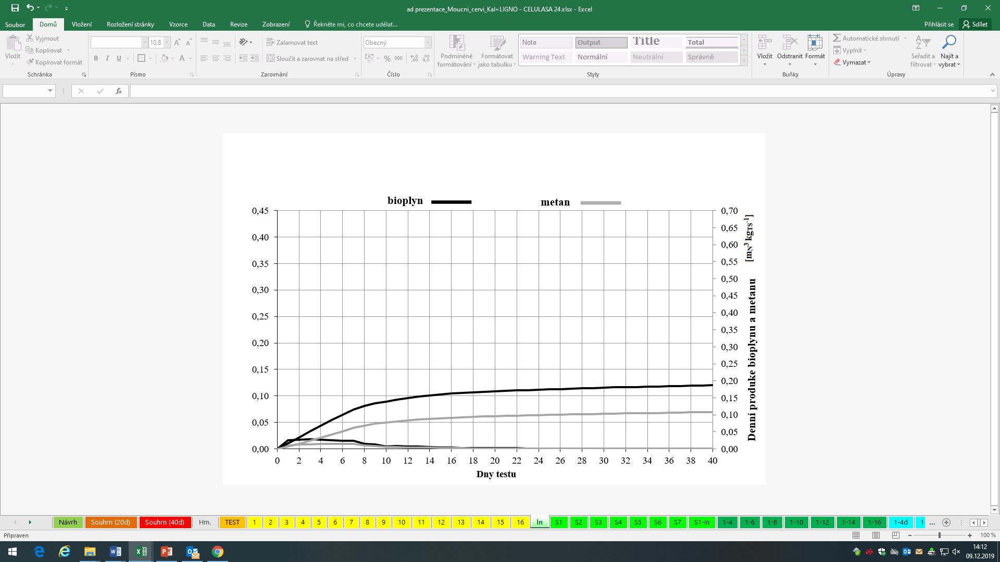 ad prezentace_Moucni_cervi_Kal+LIGNO - CELULASA 24.xlsx - Excel
Soubor Domů Vložení Rozložení stránky Vzorce Data Revize Zobrazení Řekněte mi, co chcete udělat... Přihlásit se Sdílet
Vložit
Vyjmout
Kopírovat
Kopírovat formát
Schránka
10,8
B I U
Písmo
Zalamovat text
Sloučit a zarovnat na střed
Zarovnání
Obecný
% 000
Číslo
Podmíněné formátování
Formátovat jako tabulku
Note Output Title Total
Warning Text Normální Neutrální Správně
Styly
Vložit Odstranit Formát
Buňky
Automatické shrnutí
Vyplnit
Vymazat
Seřadit a filtrovat
Najít a vybrat
Úpravy
fx
bioplyn metan
0,45
0,40
0,35
0,30
0,25
0,20
0,15
0,10
0,05
0,00
0,70
0,65
0,60
0,55
0,50
0,45
0,40
0,35
0,30
0,25
0,20
0,15
0,10
0,05
0,00
Denní produke bioplynu a metanu [mN3 kgTS-1]
0 2 4 6 8 10 12 14 16 18 20 22 24 26 28 30 32 34 36 38 40
Dny testu
Návrh Souhrn (20d) Souhrn (40d) Hm. TEST 1 2 3 4 5 6 7 8 9 10 11 12 13 14 15 16 In S1 S2 S3 S4 S5 S6 S7 S1-In 1-4 1-6 1-8 1-10 1-12 1-14 1-16 1-4d 1- ...
Připraven
100 %
14:12
09.12.2019